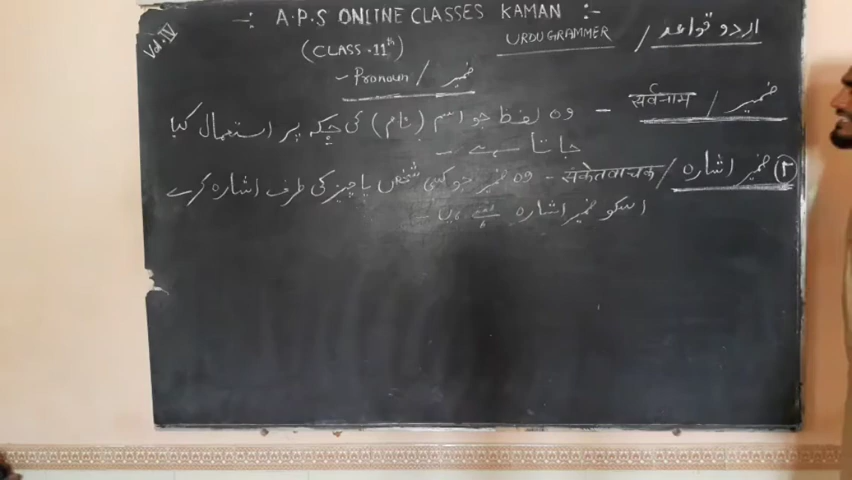 -: A.P.S ONLINE CLASSES KAMAN :-
Vol.IV
(CLASS.11th)
URDU GRAMMER / اردو قواعد
- Pronoun / ضمیر
ضمیر / सर्वनाम - وہ لفظ جو اسم (نام) کی جگہ پر استعمال کیا
جاتا ہے -
(۲) ضمیر اشارہ / संकेतवाचक - وہ ضمیر جو کسی شخص یا چیز کی طرف اشارہ کرے
اسکو ضمیر اشارہ کہتے ہیں -